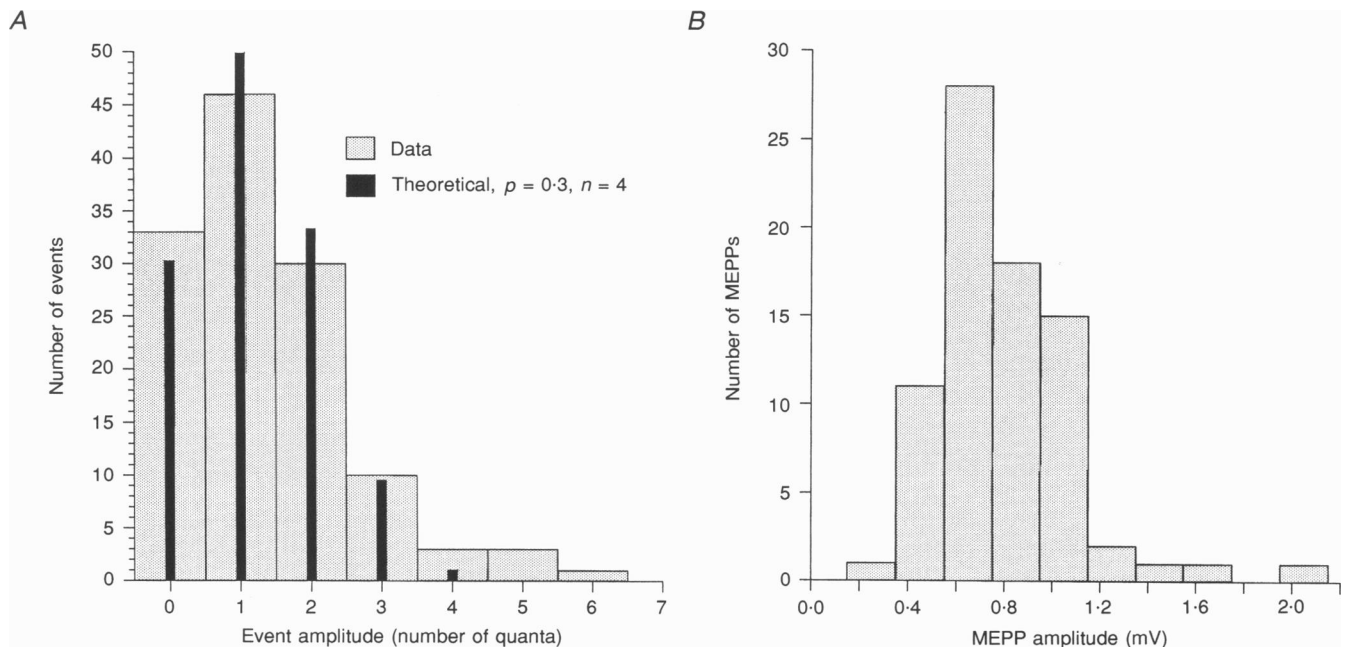 A
50
45
40
35
30
25
20
15
10
5
0
Number of events
Data
Theoretical, p = 0·3, n = 4
0 1 2 3 4 5 6 7
Event amplitude (number of quanta)
B
30
25
20
15
10
5
0
Number of MEPPs
0·0 0·4 0·8 1·2 1·6 2·0
MEPP amplitude (mV)